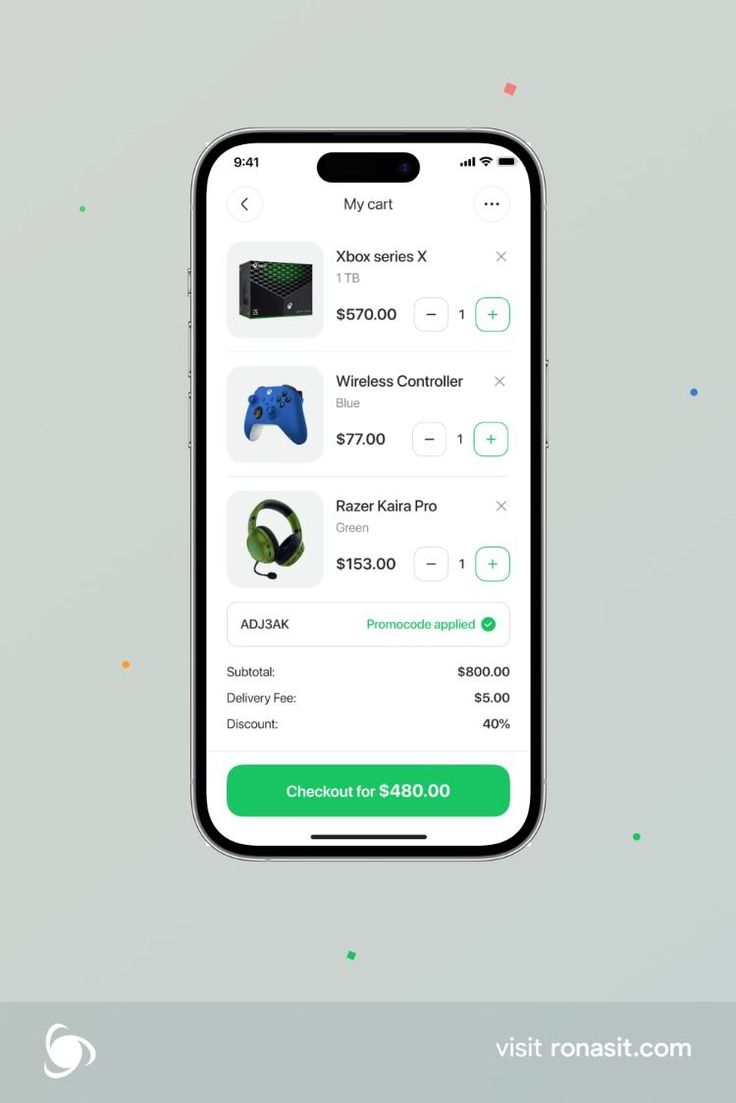 9:41
My cart
Xbox series X
1 TB
$570.00
1
Wireless Controller
Blue
$77.00
1
Razer Kaira Pro
Green
$153.00
1
ADJ3AK Promocode applied
Subtotal: $800.00
Delivery Fee: $5.00
Discount: 40%
Checkout for $480.00
visit ronasit.com